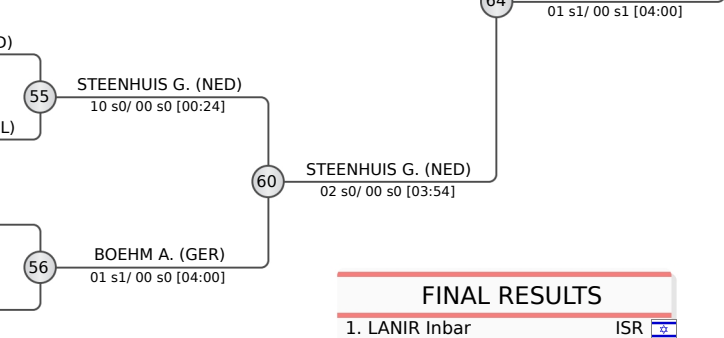 64
01 s1/ 00 s1 [04:00]
STEENHUIS G. (NED)
55
10 s0/ 00 s0 [00:24]
L)
STEENHUIS G. (NED)
60
02 s0/ 00 s0 [03:54]
BOEHM A. (GER)
56
01 s1/ 00 s0 [04:00]
FINAL RESULTS
1. LANIR Inbar ISR